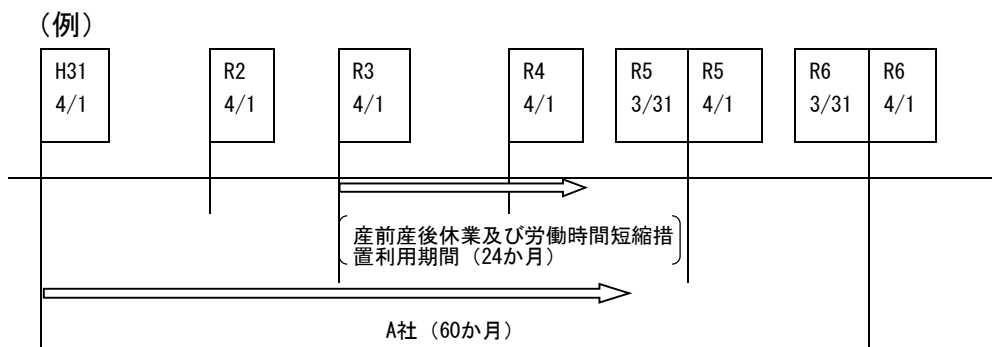 （例）
H31
4/1
R2
4/1
R3
4/1
R4
4/1
R5
3/31
R5
4/1
R6
3/31
R6
4/1
産前産後休業及び労働時間短縮措
置利用期間（24か月）
A社（60か月）